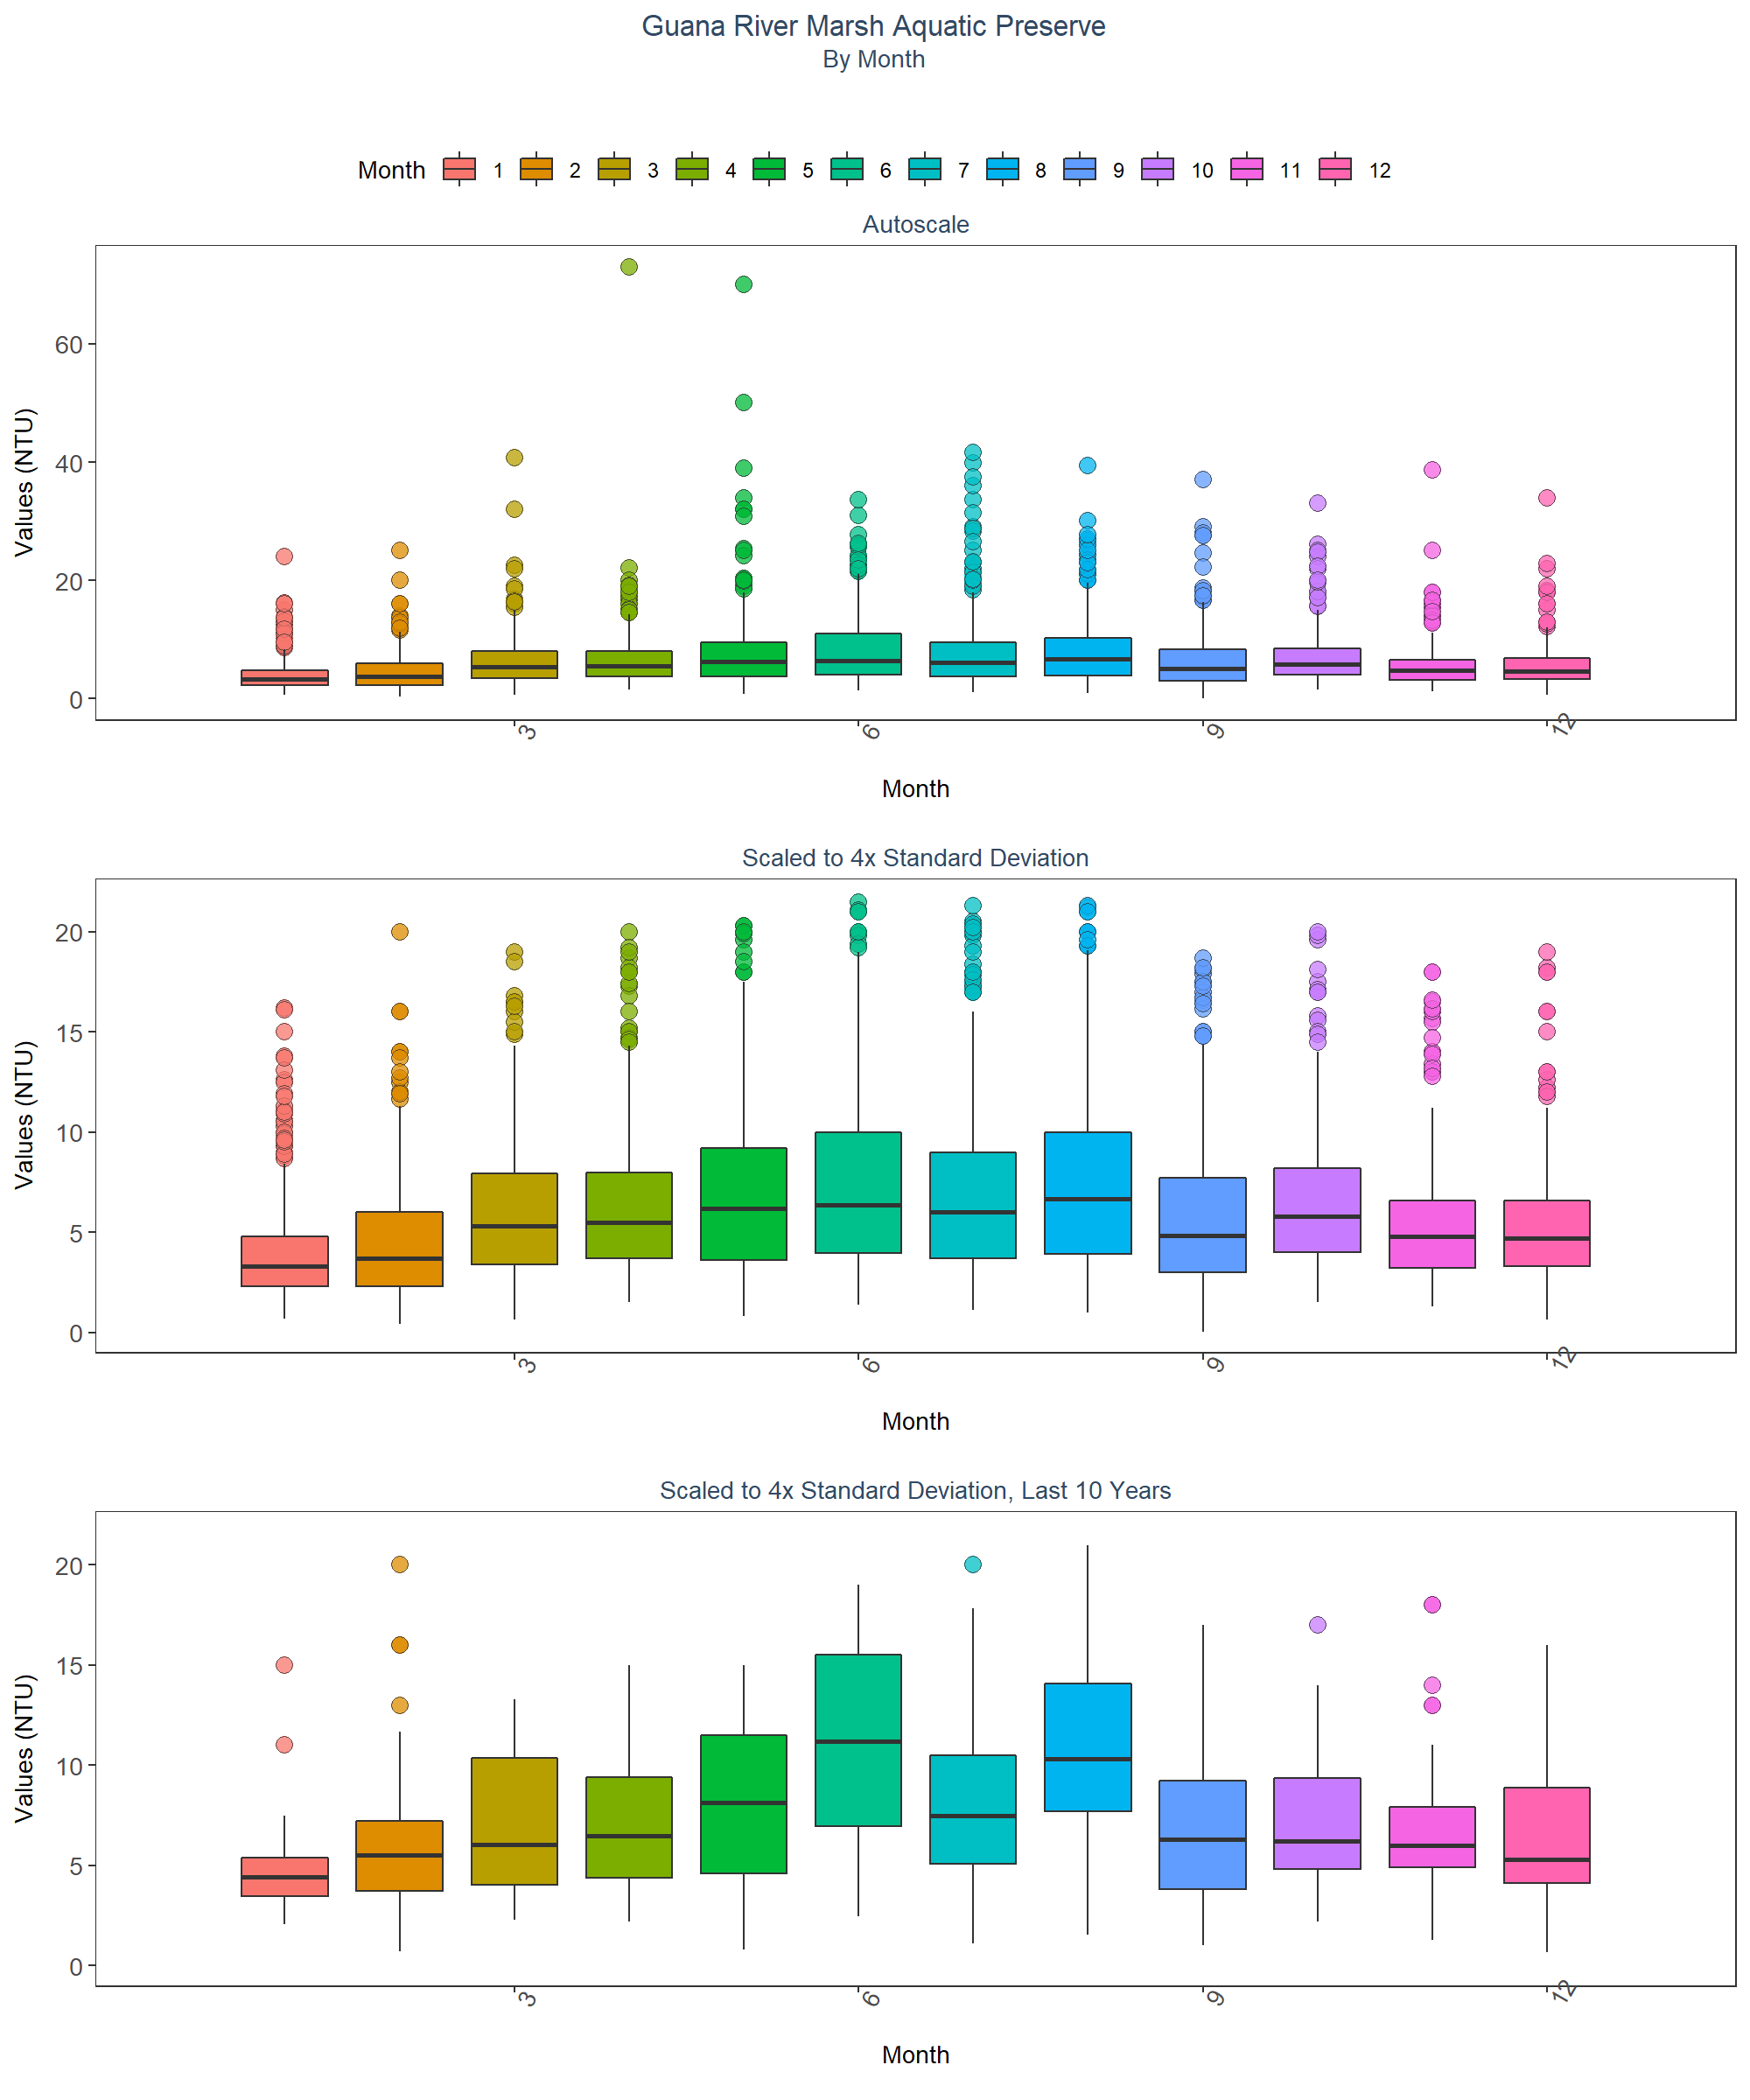 Guana River Marsh Aquatic Preserve
By Month
Month 1 2 3 4 5 6 7 8 9 10 11 12
Autoscale
Values (NTU)
60
40
20
0
3 6 9 12
Month
Scaled to 4x Standard Deviation
Values (NTU)
20
15
10
5
0
3 6 9 12
Month
Scaled to 4x Standard Deviation, Last 10 Years
Values (NTU)
20
15
10
5
0
3 6 9 12
Month